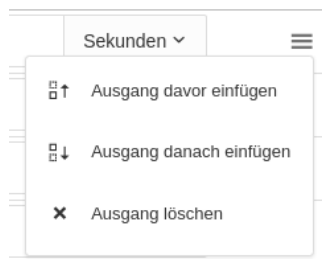 Sekunden
Ausgang davor einfügen
Ausgang danach einfügen
Ausgang löschen